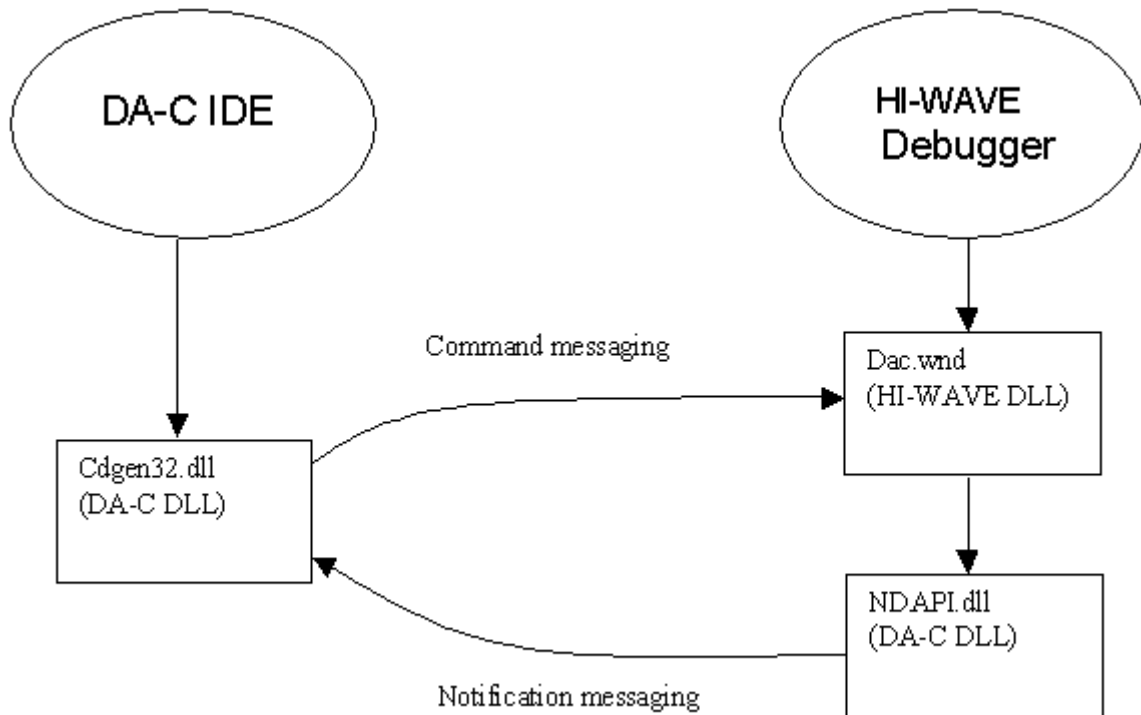 DA-C IDE
HI-WAVE
Debugger
Command messaging
Dac.wnd
(HI-WAVE DLL)
Cdgen32.dll
(DA-C DLL)
NDAPI.dll
(DA-C DLL)
Notification messaging